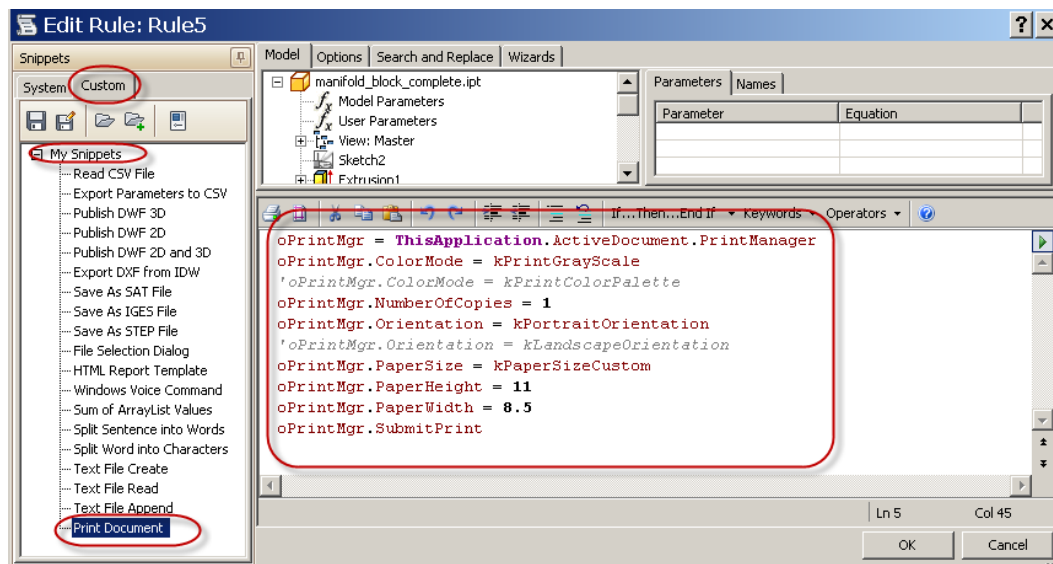 Edit Rule: Rule5
Snippets
System
Custom
My Snippets
Read CSV File
Export Parameters to CSV
Publish DWF 3D
Publish DWF 2D
Publish DWF 2D and 3D
Export DXF from IDW
Save As SAT File
Save As IGES File
Save As STEP File
File Selection Dialog
HTML Report Template
Windows Voice Command
Sum of ArrayList Values
Split Sentence into Words
Split Word into Characters
Text File Create
Text File Read
Text File Append
Print Document
Model Options Search and Replace Wizards
manifold_block_complete.ipt
Model Parameters
User Parameters
View: Master
Sketch2
Extrusion1
Parameters Names
Parameter Equation
If...Then...End If Keywords Operators
oPrintMgr = ThisApplication.ActiveDocument.PrintManager
oPrintMgr.ColorMode = kPrintGrayScale
'oPrintMgr.ColorMode = kPrintColorPalette
oPrintMgr.NumberOfCopies = 1
oPrintMgr.Orientation = kPortraitOrientation
'oPrintMgr.Orientation = kLandscapeOrientation
oPrintMgr.PaperSize = kPaperSizeCustom
oPrintMgr.PaperHeight = 11
oPrintMgr.PaperWidth = 8.5
oPrintMgr.SubmitPrint
Ln 5 Col 45
OK Cancel